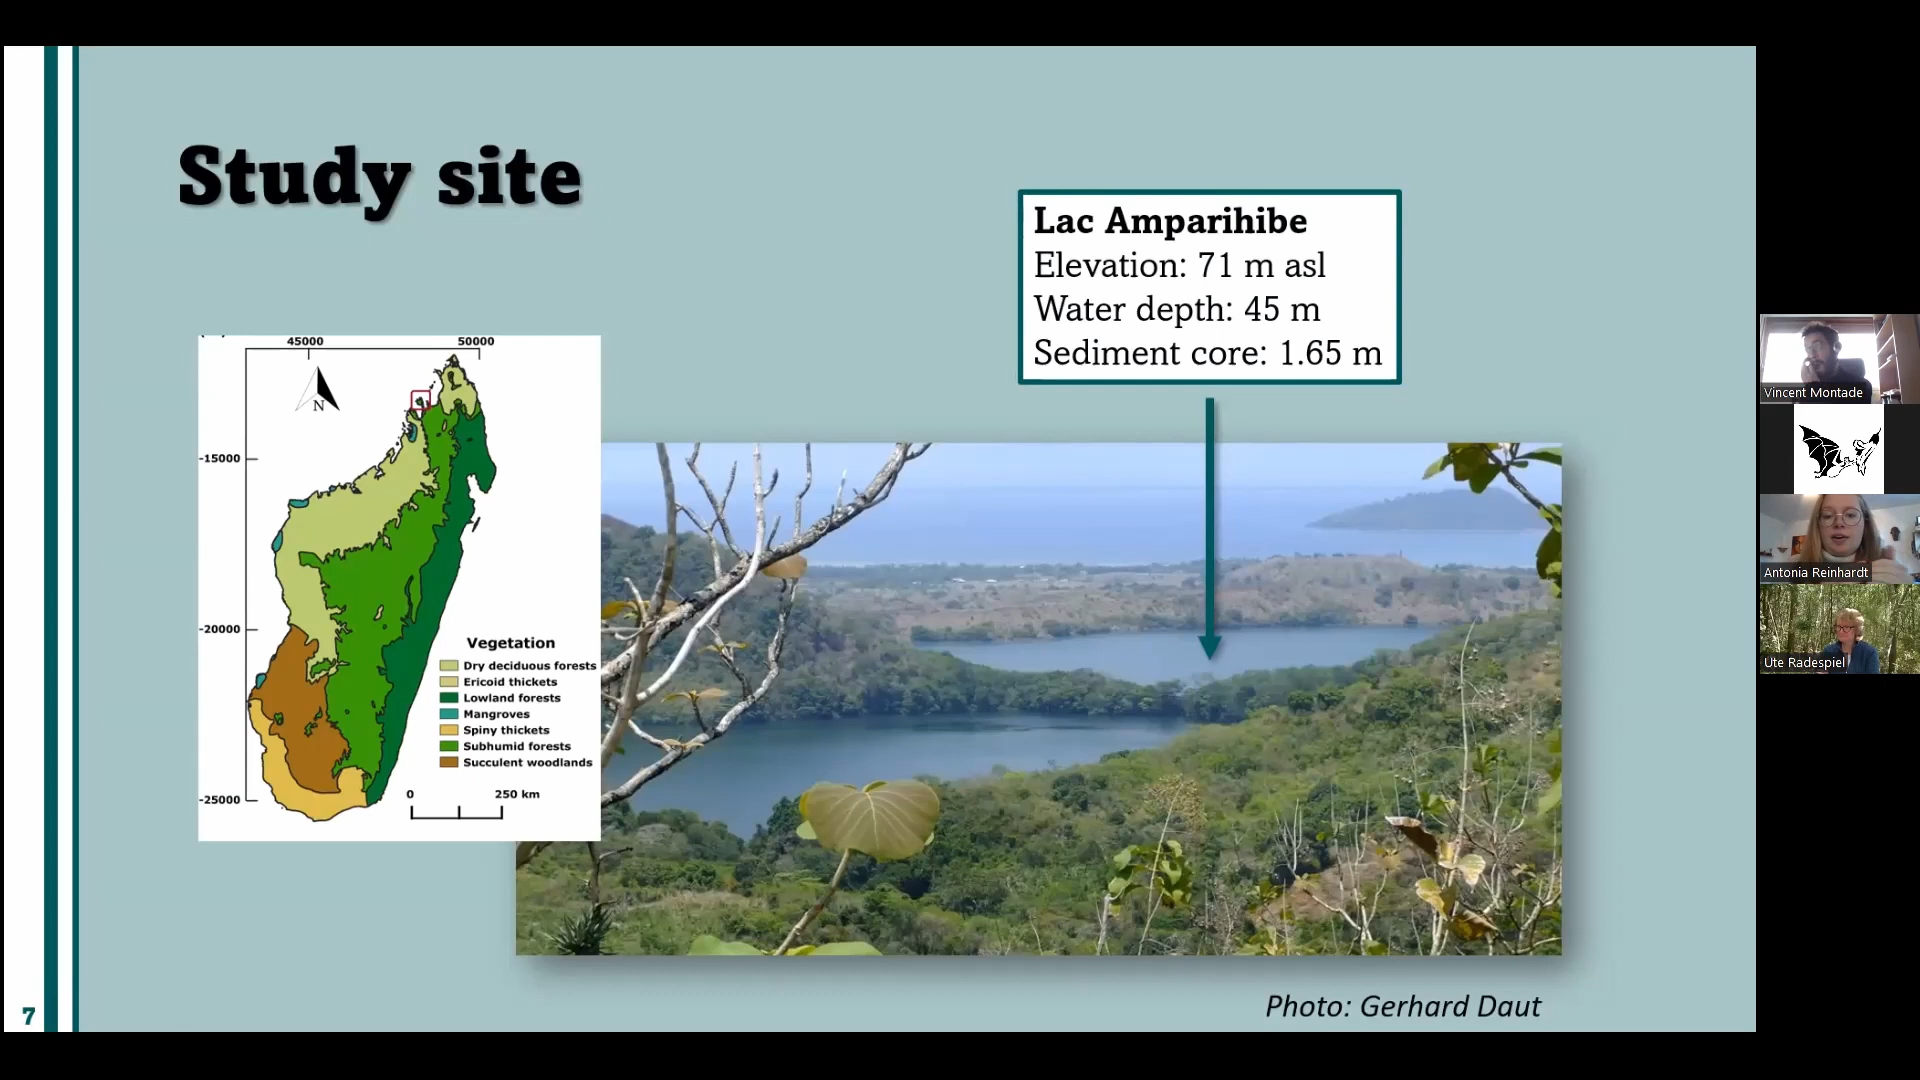 Study site
Lac Amparihibe
Elevation: 71 m asl
Water depth: 45 m
Sediment core: 1.65 m
45000 50000
N
-15000
-20000
-25000
Vegetation
Dry deciduous forests
Ericoid thickets
Lowland forests
Mangroves
Spiny thickets
Subhumid forests
Succulent woodlands
0 250 km
Photo: Gerhard Daut
7
Vincent Montade
Antonia Reinhardt
Ute Radespiel